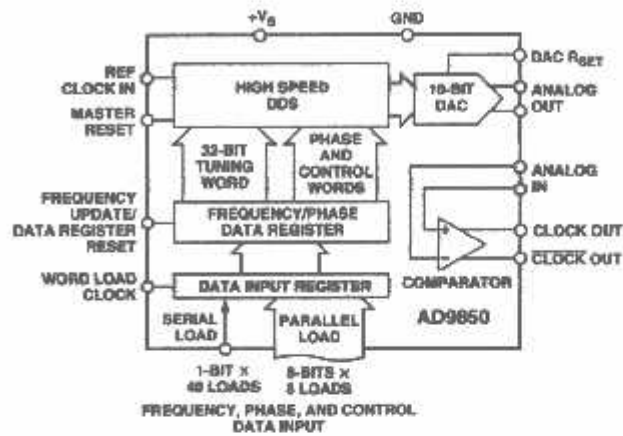 +VS
GND
REF
CLOCK IN
MASTER
RESET
FREQUENCY
UPDATE/
DATA REGISTER
RESET
WORD LOAD
CLOCK
HIGH SPEED
DDS
32-BIT
TUNING
WORD
PHASE
AND
CONTROL
WORDS
FREQUENCY/PHASE
DATA REGISTER
DATA INPUT REGISTER
SERIAL
LOAD
PARALLEL
LOAD
1-BIT ×
40 LOADS
8-BITS ×
5 LOADS
FREQUENCY, PHASE, AND CONTROL
DATA INPUT
10-BIT
DAC
DAC RSET
ANALOG
OUT
ANALOG
IN
CLOCK OUT
CLOCK OUT
COMPARATOR
AD9850